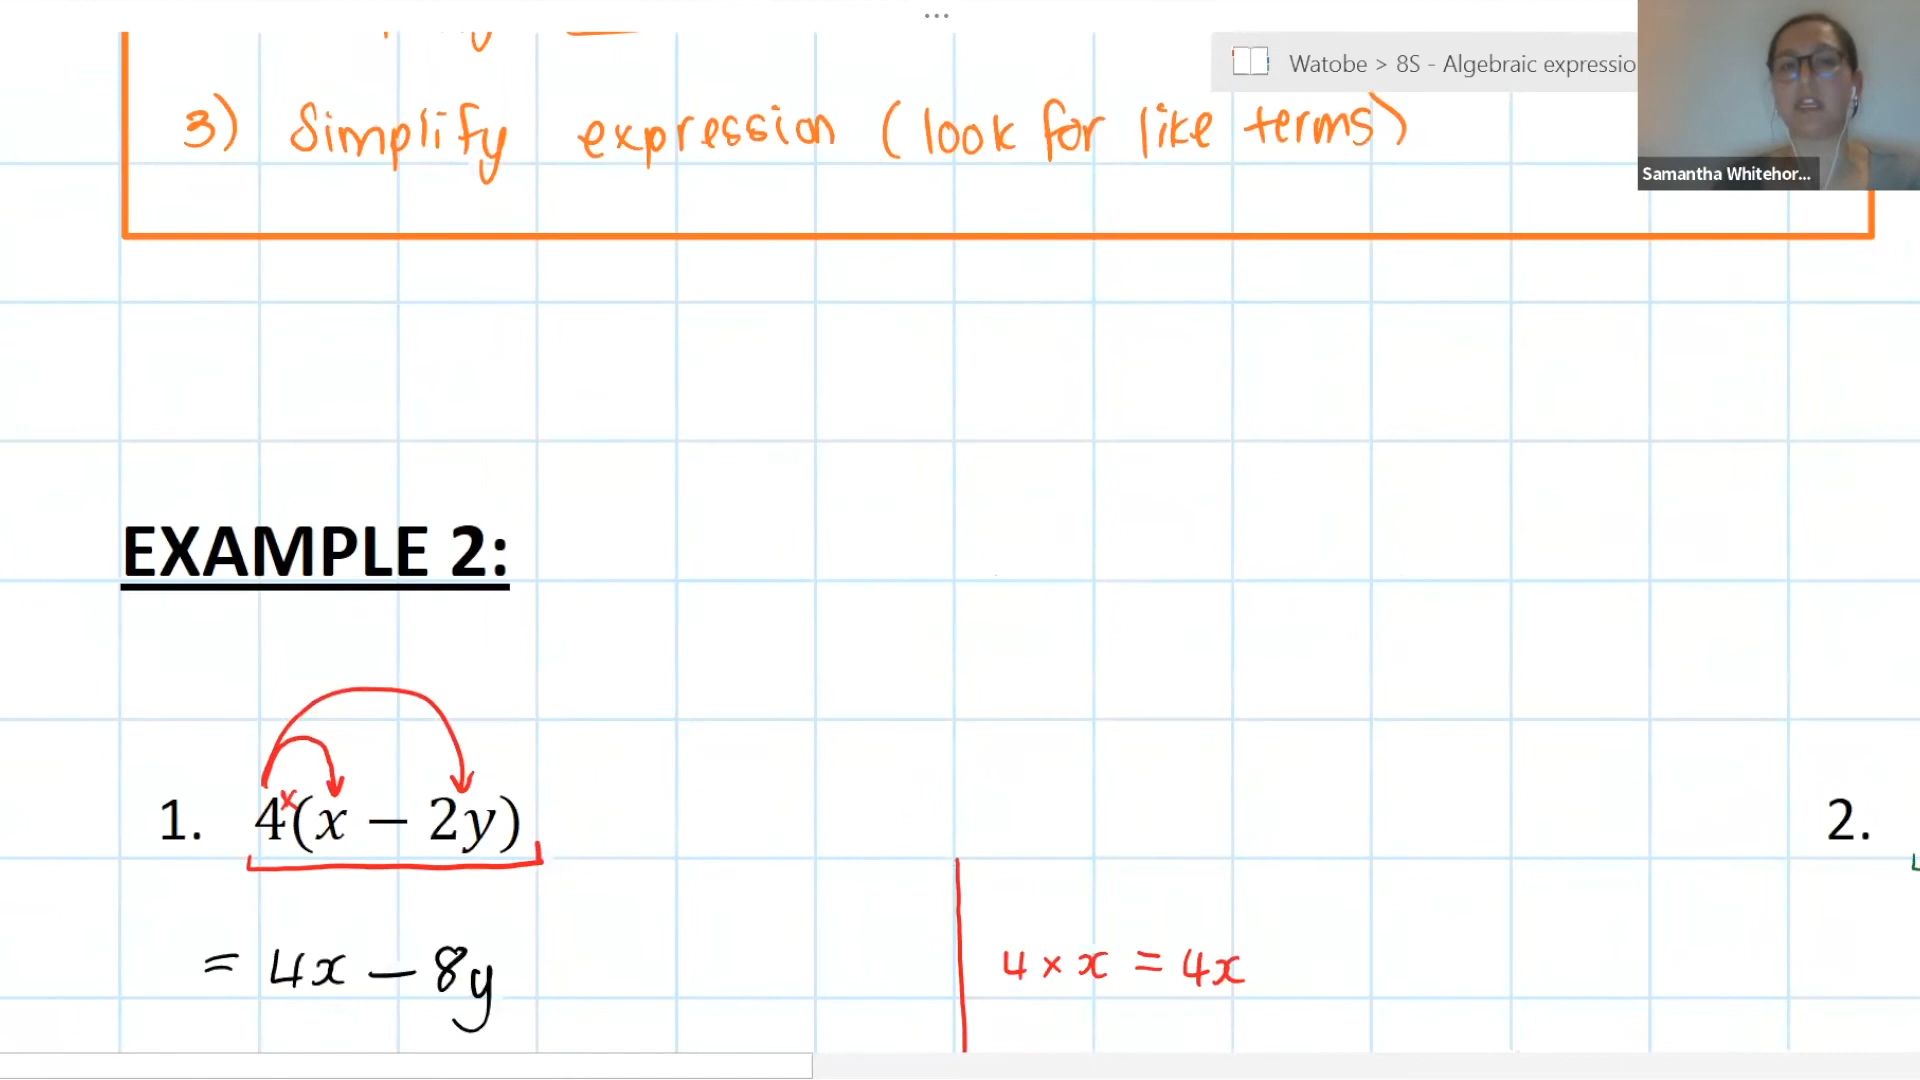 Watobe > 8S - Algebraic expressio
3) Simplify expression (look for like terms)
Samantha Whitehor...
EXAMPLE 2:
1. 4×(x − 2y)
2.
= 4x − 8y
4 × x = 4x